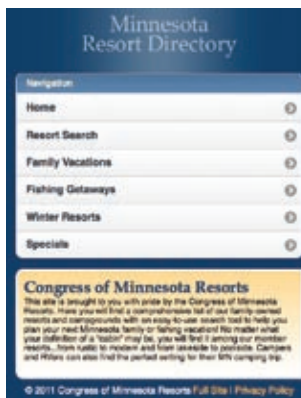 Minnesota
Resort Directory
Navigation
Home
Resort Search
Family Vacations
Fishing Getaways
Winter Resorts
Specials
Congress of Minnesota Resorts
This site is brought to you with pride by the Congress of Minnesota
Resorts. Here you will find a comprehensive list of our family-owned
resorts and campgrounds with an easy-to-use search tool to help you
plan your next Minnesota family or fishing vacation! No matter what
your definition of a "cabin" may be, you will find it among our member
resorts...from rustic to modern and from lakeside to poolside. Campers
and RVers can also find the perfect setting for their MN camping trip.
© 2011 Congress of Minnesota Resorts Full Site | Privacy Policy